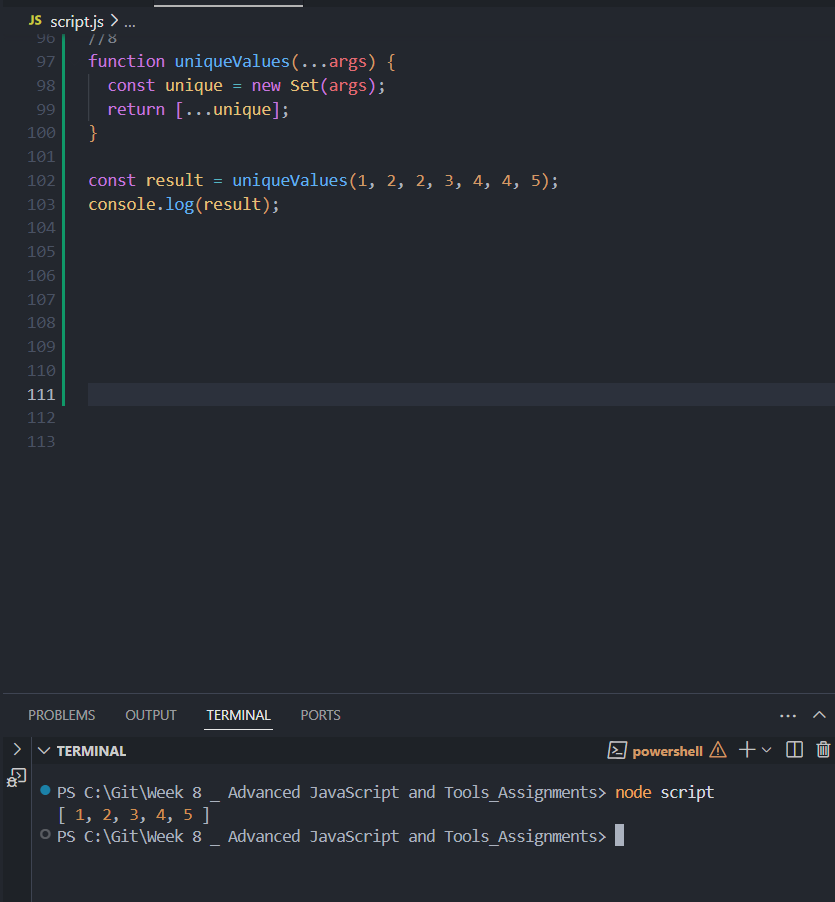 JS script.js > ...
96 //8
97 function uniqueValues(...args) {
98 const unique = new Set(args);
99 return [...unique];
100 }
101
102 const result = uniqueValues(1, 2, 2, 3, 4, 4, 5);
103 console.log(result);
104
105
106
107
108
109
110
111
112
113
PROBLEMS OUTPUT TERMINAL PORTS ...
TERMINAL powershell
PS C:\Git\Week 8 _ Advanced JavaScript and Tools_Assignments> node script
[ 1, 2, 3, 4, 5 ]
PS C:\Git\Week 8 _ Advanced JavaScript and Tools_Assignments>